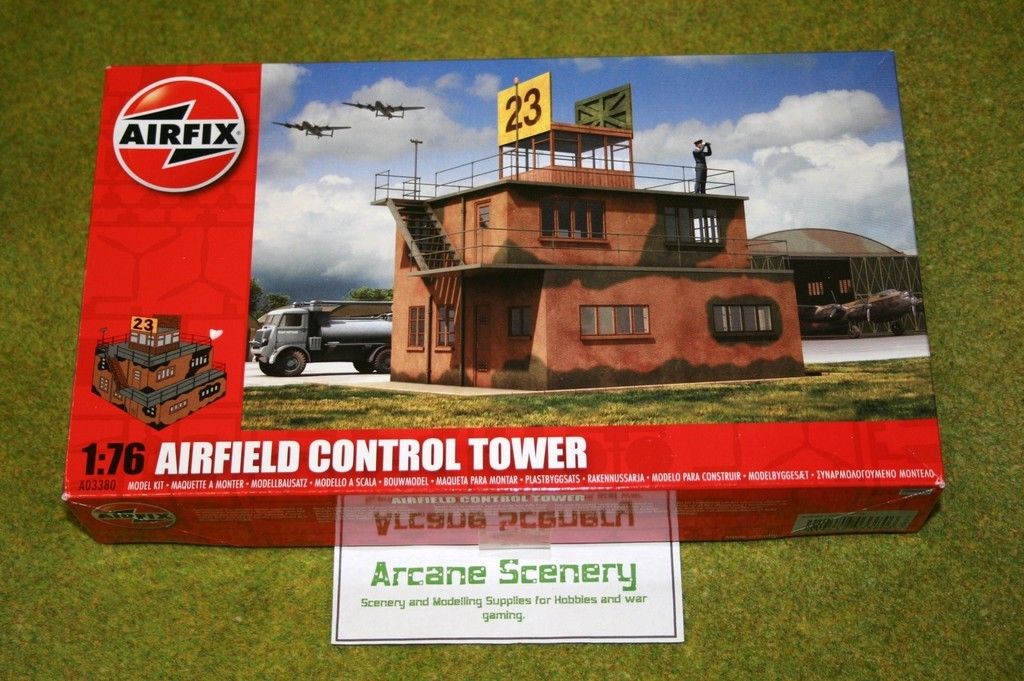 AIRFIX
23
23
1:76 AIRFIELD CONTROL TOWER
A03380 MODEL KIT • MAQUETTE A MONTER • MODELLBAUSATZ • MODELLO A SCALA • BOUWMODEL • MAQUETA PARA MONTAR • PLASTBYGGSATS • RAKENNUSSARJA • MODELO PARA CONSTRUIR • MODELBYGGESÆT • ΣΥΝΑΡΜΟΛΟΓΟΥΜΕΝΟ ΜΟΝΤΕΛΟ
AIRFIX
AIRFIELD CONTROL TOWER
Arcane Scenery
Arcane Scenery
Scenery and Modelling Supplies for Hobbies and war
gaming.